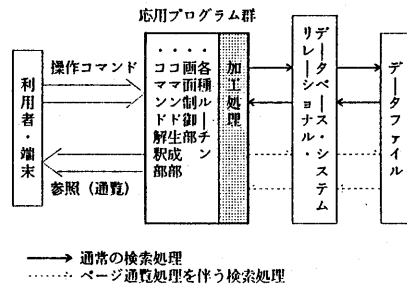 応用プログラム群
利用者・端末
操作コマンド
参照（通覧）
・各種ルーチン
・画面制御部
・コマンド生成部
・コマンド解釈部
加工処理
リレーショナル・
データベース・システム
データファイル
通常の検索処理
ページ通覧処理を伴う検索処理